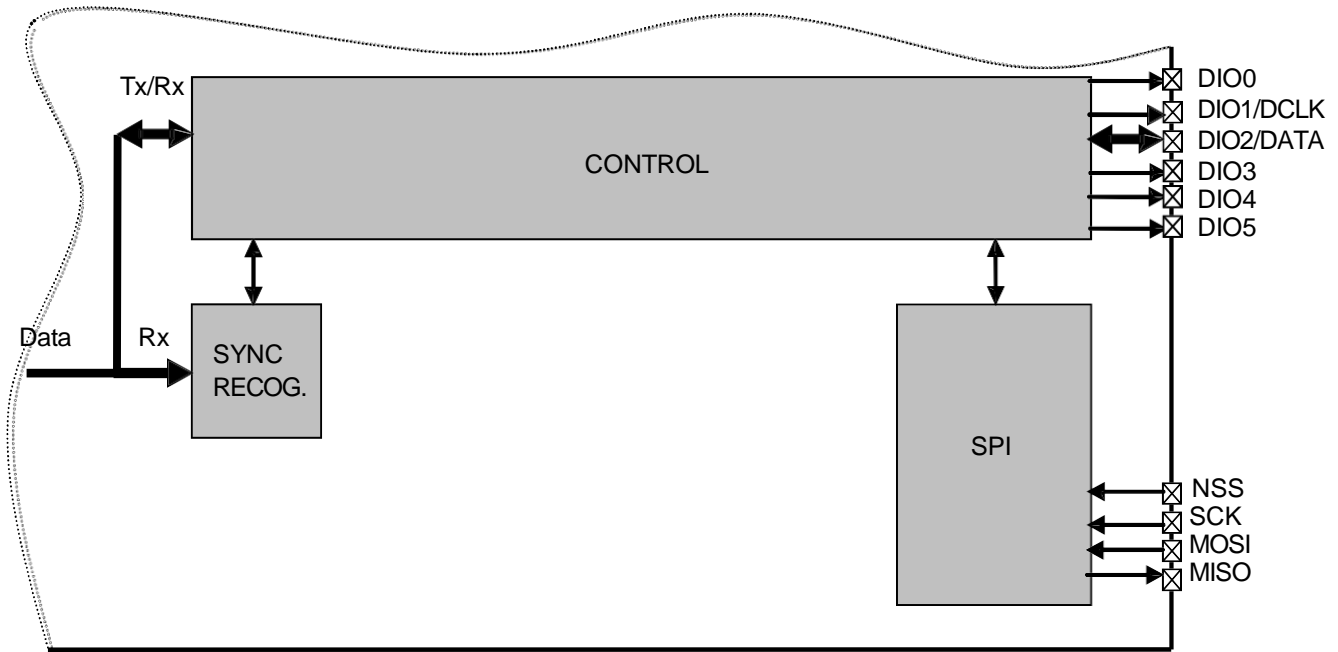 Tx/Rx
CONTROL
DIO0
DIO1/DCLK
DIO2/DATA
DIO3
DIO4
DIO5
Data
Rx
SYNC
RECOG.
SPI
NSS
SCK
MOSI
MISO